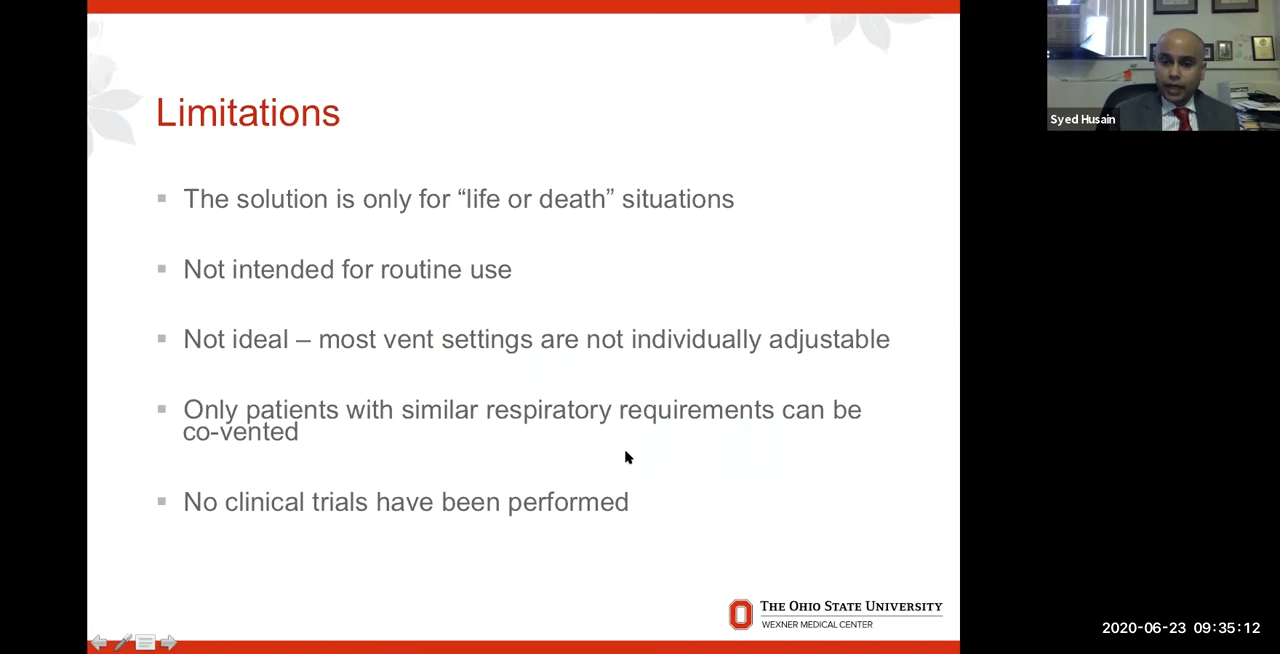 Limitations
The solution is only for “life or death” situations
Not intended for routine use
Not ideal – most vent settings are not individually adjustable
Only patients with similar respiratory requirements can be
co-vented
No clinical trials have been performed
THE OHIO STATE UNIVERSITY
WEXNER MEDICAL CENTER
Syed Husain
2020-06-23 09:35:12